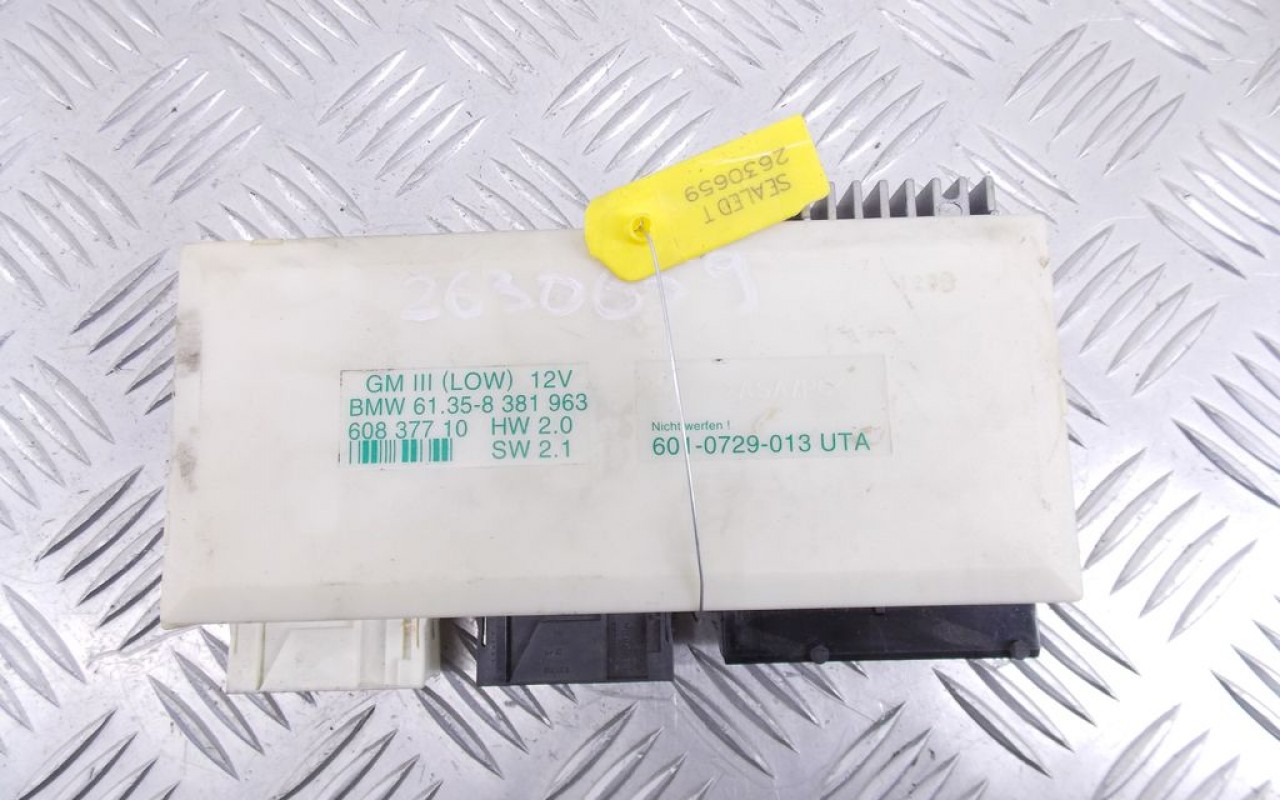 SEALED T
2630659
GM III (LOW) 12V
BMW 61.35-8 381 963
608 377 10 HW 2.0
SW 2.1
Nicht werfen !
601-0729-013 UTA